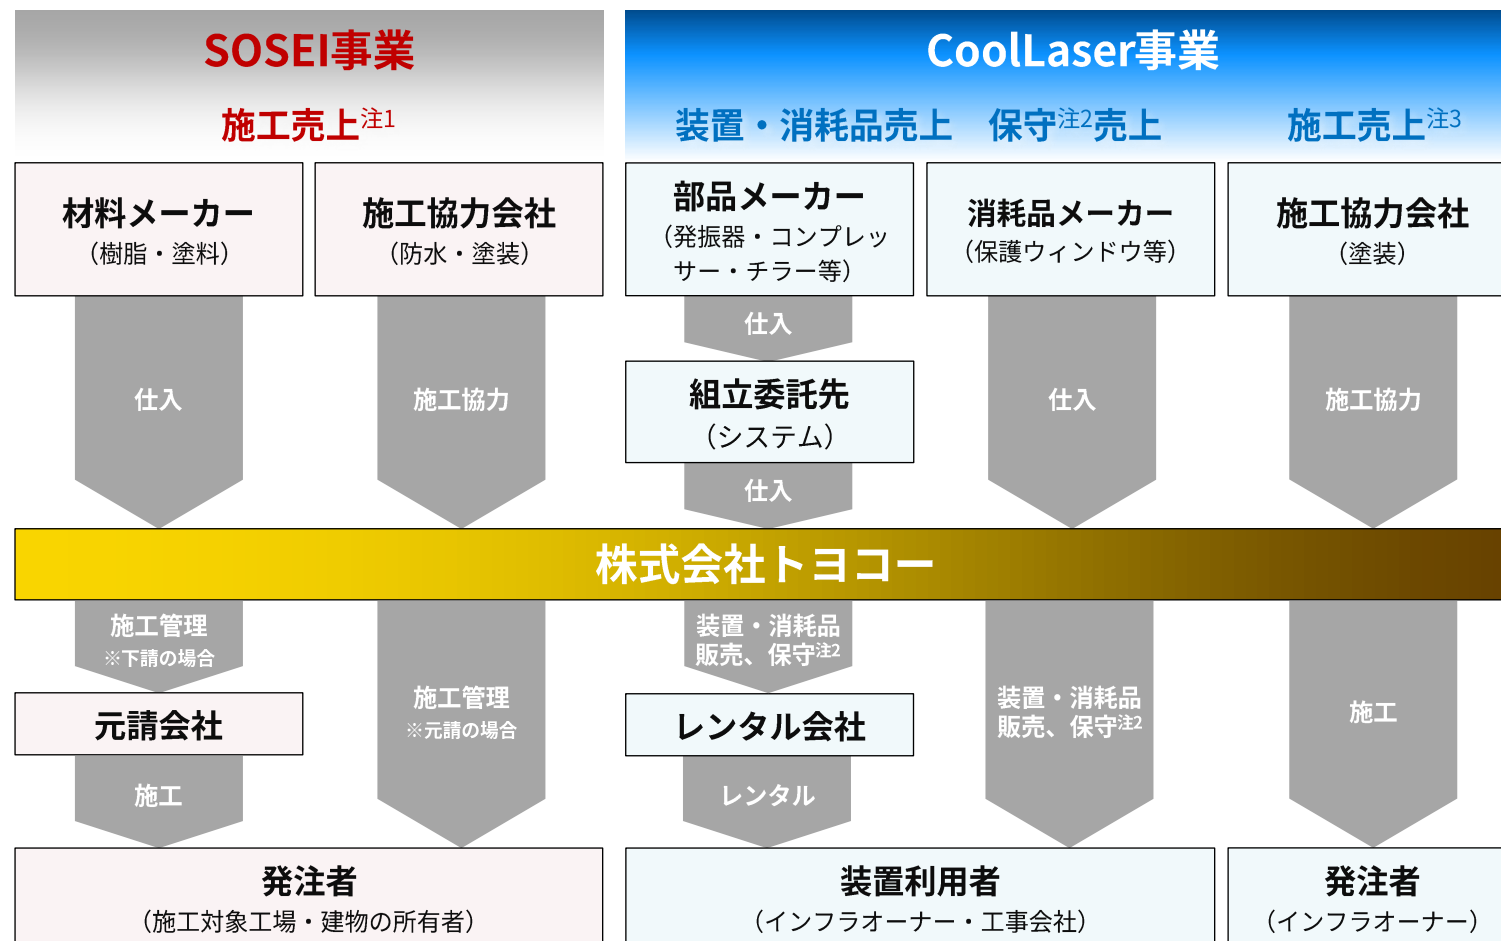 SOSEI事業
施工売上注1
CoolLaser事業
装置・消耗品売上 保守注2売上 施工売上注3
材料メーカー
（樹脂・塗料）
施工協力会社
（防水・塗装）
部品メーカー
（発振器・コンプレッ
サー・チラー等）
消耗品メーカー
（保護ウィンドウ等）
施工協力会社
（塗装）
仕入
施工協力
仕入
仕入
施工協力
組立委託先
（システム）
仕入
株式会社トヨコー
施工管理
※下請の場合
施工管理
※元請の場合
装置・消耗品
販売、保守注2
装置・消耗品
販売、保守注2
施工
元請会社
レンタル会社
施工
レンタル
発注者
（施工対象工場・建物の所有者）
装置利用者
（インフラオーナー・工事会社）
発注者
（インフラオーナー）